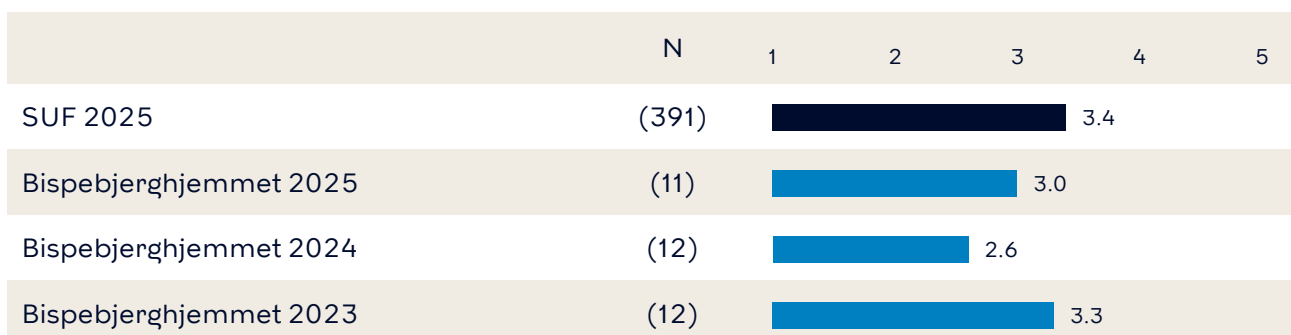 N 1 2 3 4 5
SUF 2025 (391) 3.4
Bispebjerghjemmet 2025 (11) 3.0
Bispebjerghjemmet 2024 (12) 2.6
Bispebjerghjemmet 2023 (12) 3.3